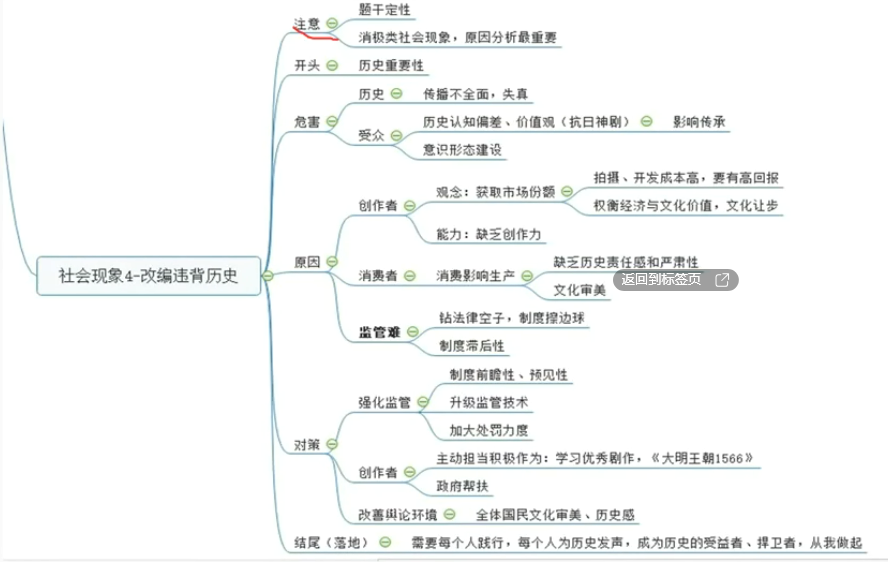 社会现象4-改编违背历史
注意
题干定性
消极类社会现象，原因分析最重要
开头
历史重要性
危害
历史
传播不全面，失真
受众
历史认知偏差、价值观（抗日神剧）
影响传承
意识形态建设
原因
创作者
观念：获取市场份额
拍摄、开发成本高，要有高回报
权衡经济与文化价值，文化让步
能力：缺乏创作力
消费者
消费影响生产
缺乏历史责任感和严肃性
文化审美
返回到标签页
监管难
钻法律空子，制度擦边球
制度滞后性
对策
强化监管
制度前瞻性、预见性
升级监管技术
加大处罚力度
创作者
主动担当积极作为：学习优秀剧作，《大明王朝1566》
政府帮扶
改善舆论环境
全体国民文化审美、历史感
结尾（落地）
需要每个人践行，每个人为历史发声，成为历史的受益者、捍卫者，从我做起